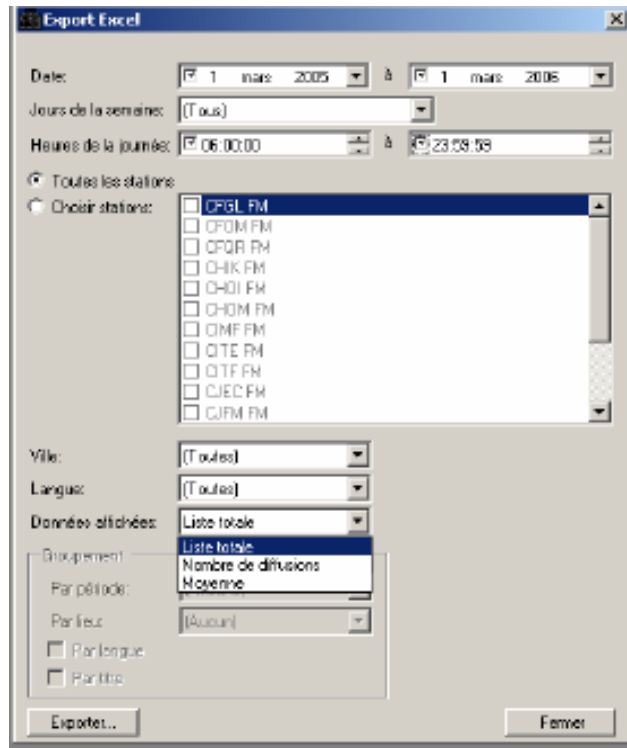 Export Excel
Date: 1 mars 2005 à 1 mars 2006
Jours de la semaine: (Tous)
Heures de la journée: 06:00:00 à 23:59:59
Toutes les stations
Choisir stations: CFGL FM
CFOM FM
CFQR FM
CHIK FM
CHOI FM
CHOM FM
CIMF FM
CITE FM
CITF FM
CJEC FM
CJFM FM
Ville: (Toutes)
Langue: (Toutes)
Données affichées: Liste totale
Liste totale
Groupement
Nombre de diffusions
Moyenne
Par période:
Par lieu: (Aucun)
Par langue
Par titre
Exporter... Fermer